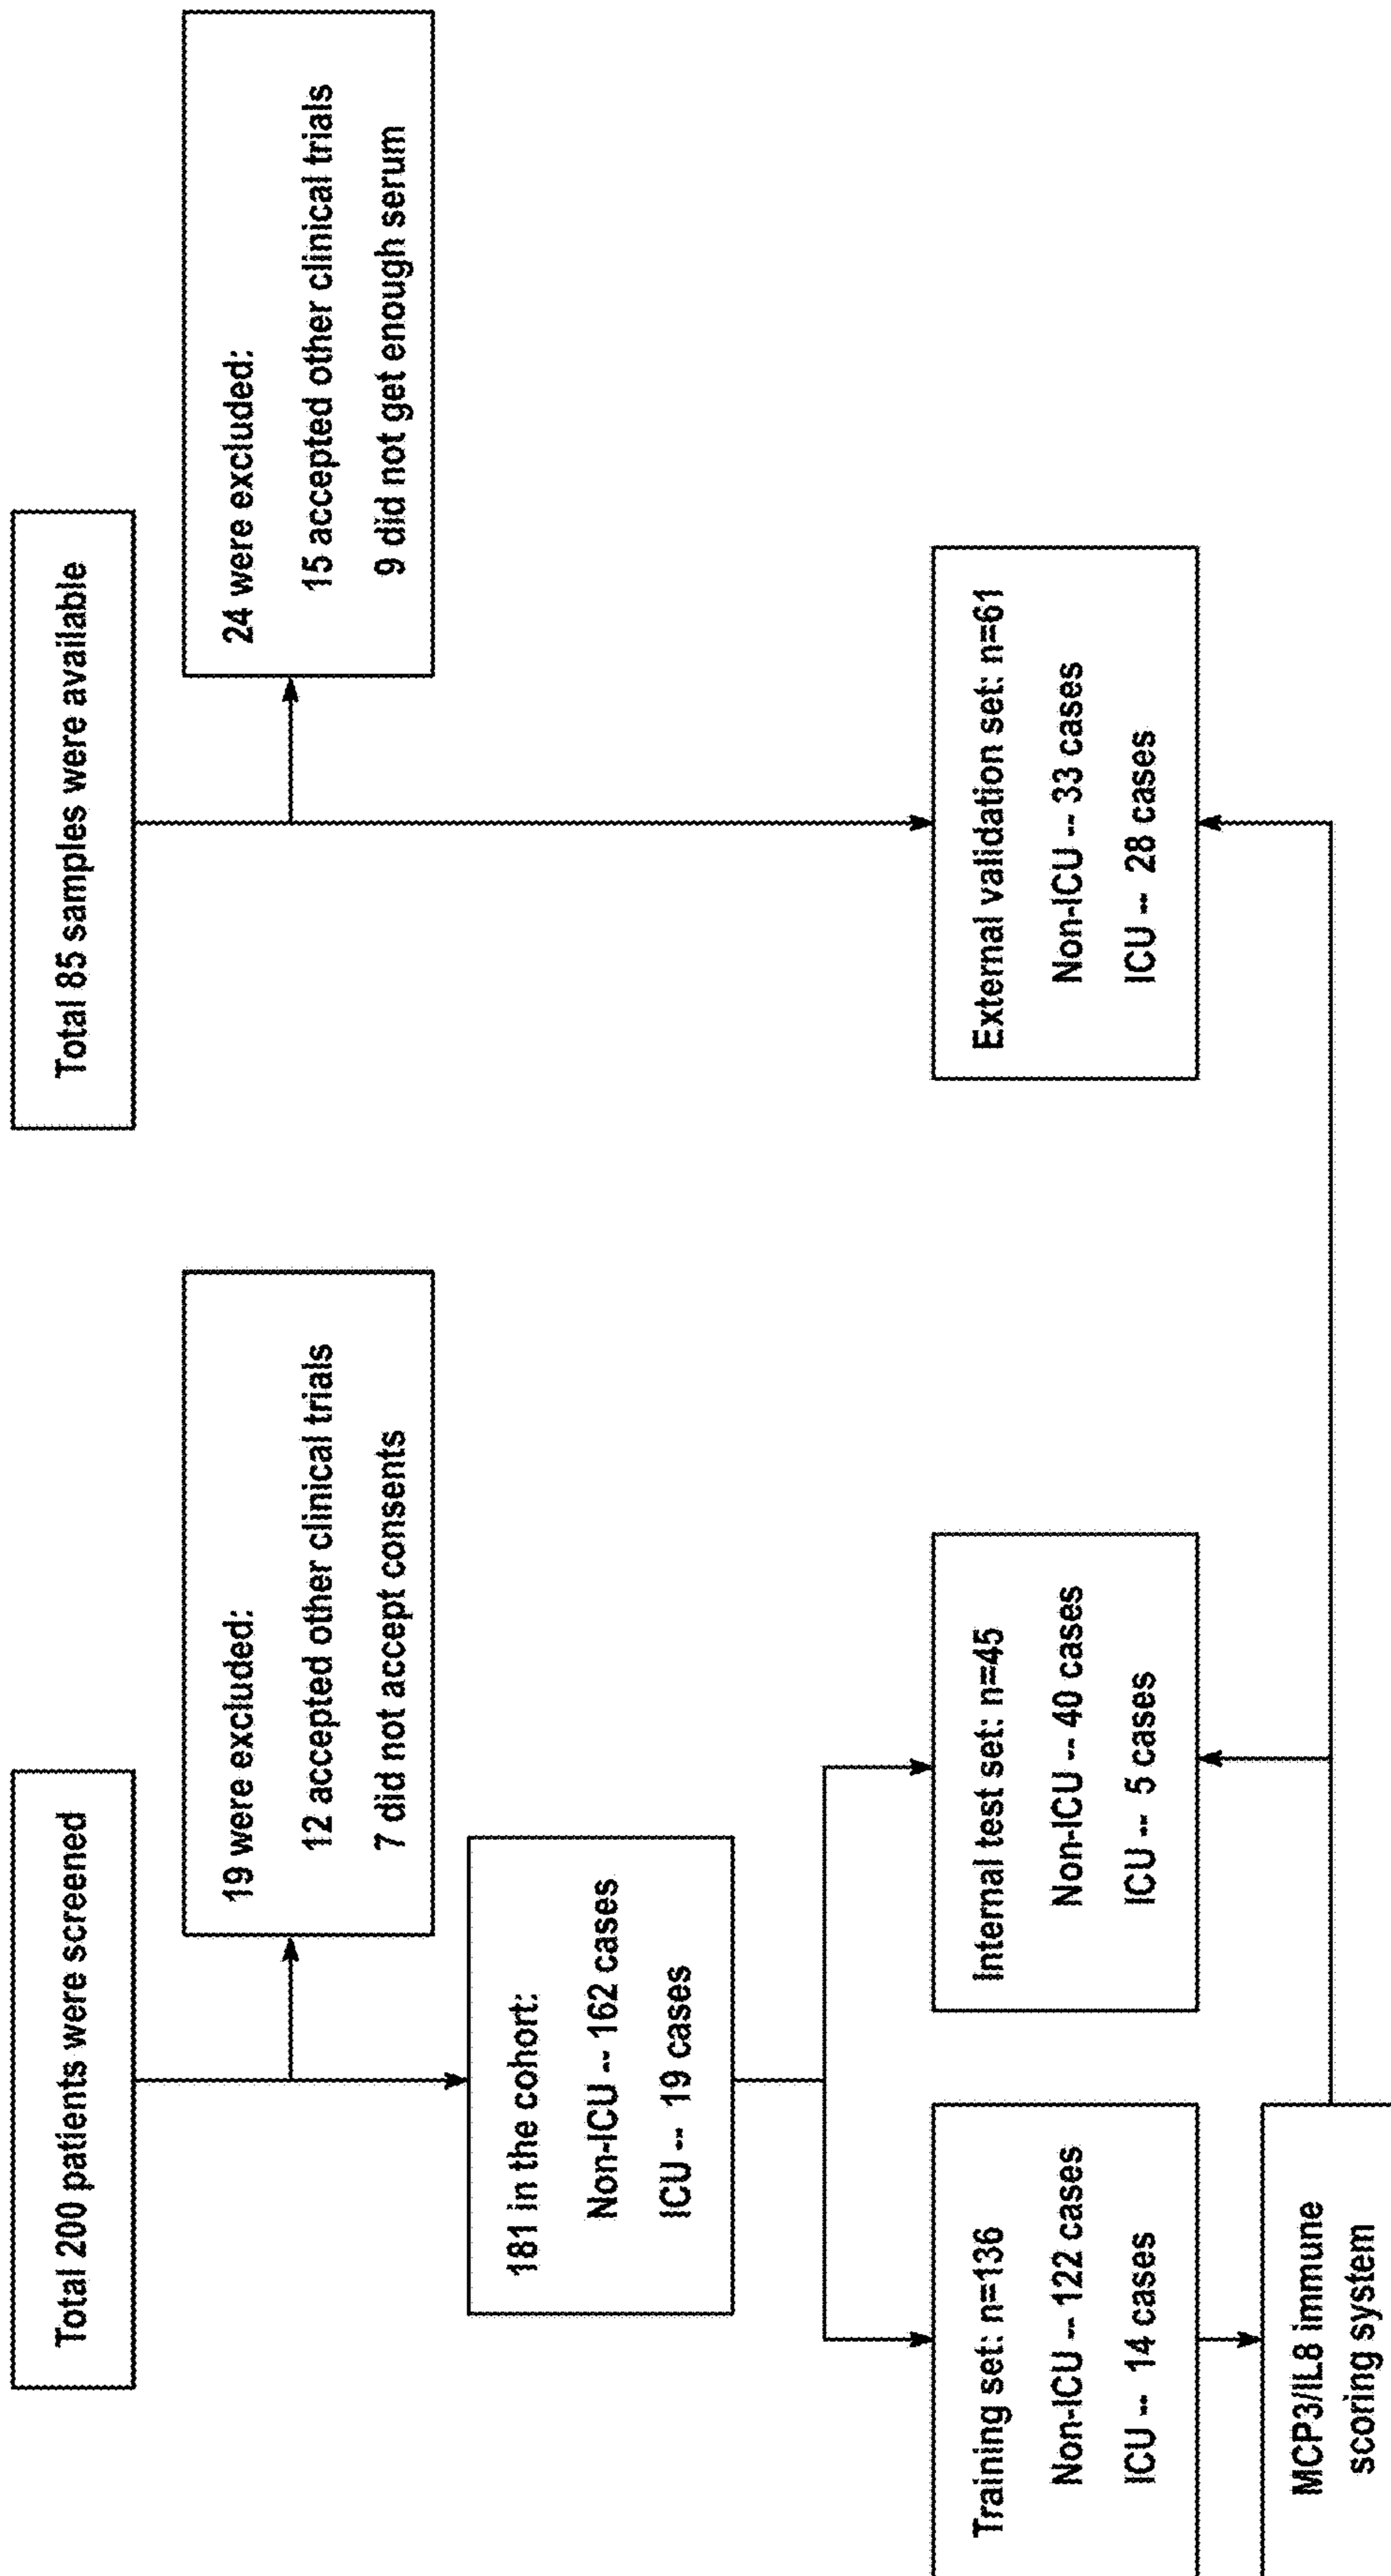 Total 200 patients were screened
19 were excluded:
12 accepted other clinical trials
7 did not accept consents
181 in the cohort:
Non-ICU -- 162 cases
ICU -- 19 cases
Training set: n=136
Non-ICU -- 122 cases
ICU -- 14 cases
Internal test set: n=45
Non-ICU -- 40 cases
ICU -- 5 cases
MCP3/IL8 immune
scoring system
Total 85 samples were available
24 were excluded:
15 accepted other clinical trials
9 did not get enough serum
External validation set: n=61
Non-ICU -- 33 cases
ICU -- 28 cases